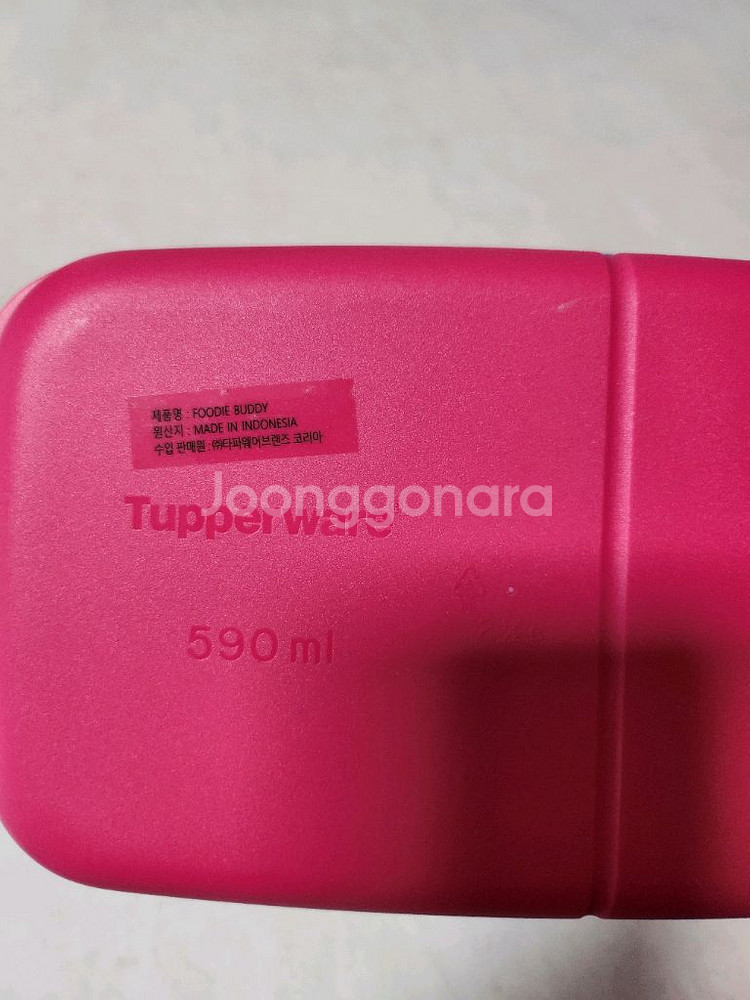 제품명 : FOODIE BUDDY
원산지 : MADE IN INDONESIA
수입 판매원 : ㈜타파웨어브랜즈 코리아
Joonggonara
Tupperware
590 ml